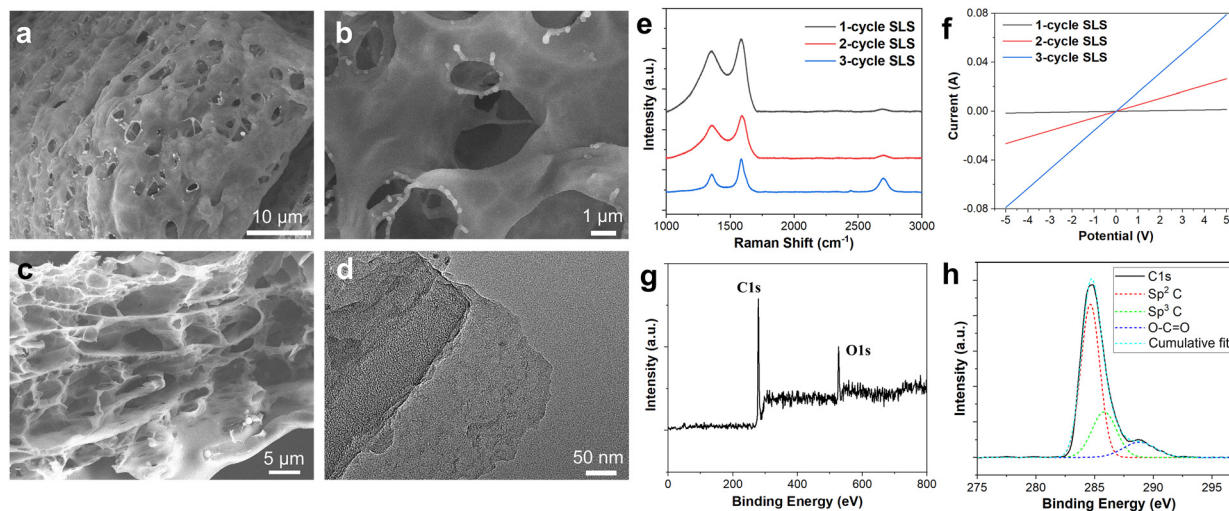 a
10 µm
b
1 µm
c
5 µm
d
50 nm
e
1-cycle SLS
2-cycle SLS
3-cycle SLS
Intensity (a.u.)
1000 1500 2000 2500 3000
Raman Shift (cm⁻¹)
f
1-cycle SLS
2-cycle SLS
3-cycle SLS
Current (A)
0.08
0.04
0.00
-0.04
-0.08
-5 -4 -3 -2 -1 0 1 2 3 4 5
Potential (V)
g
C1s
O1s
Intensity (a.u.)
0 200 400 600 800
Binding Energy (eV)
h
C1s
Sp² C
Sp³ C
O-C=O
Cumulative fit
Intensity (a.u.)
275 280 285 290 295
Binding Energy (eV)